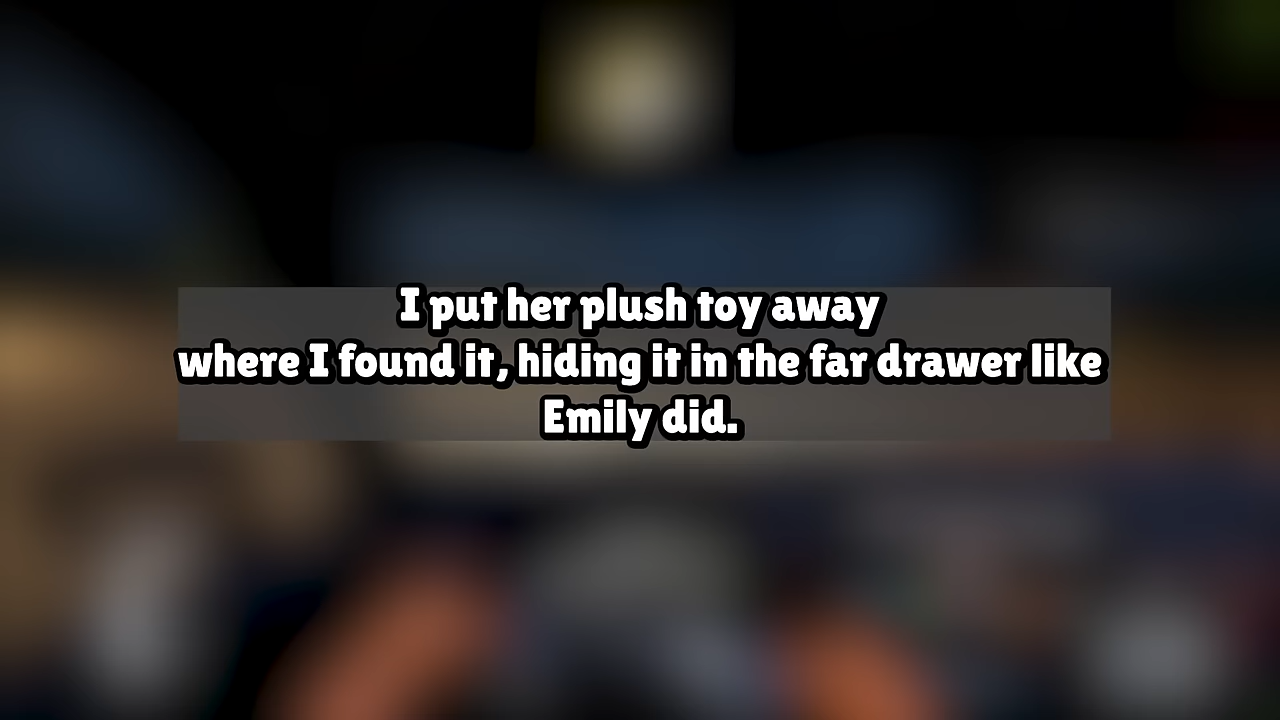 I put her plush toy away
where I found it, hiding it in the far drawer like
Emily did.